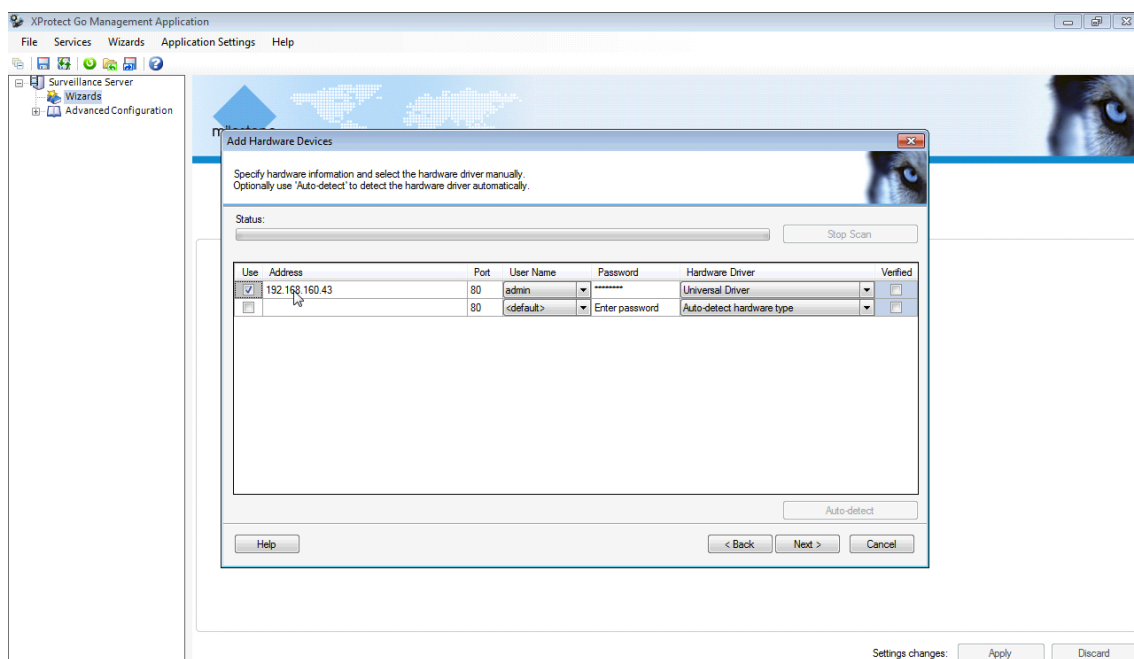 XProtect Go Management Application
File Services Wizards Application Settings Help
Surveillance Server
Wizards
Advanced Configuration
Add Hardware Devices
Specify hardware information and select the hardware driver manually.
Optionally use 'Auto-detect' to detect the hardware driver automatically.
Status:
Stop Scan
Use Address Port User Name Password Hardware Driver Verified
192.168.160.43 80 admin ******** Universal Driver
80 <default> Enter password Auto-detect hardware type
Auto-detect
Help < Back Next > Cancel
Settings changes: Apply Discard